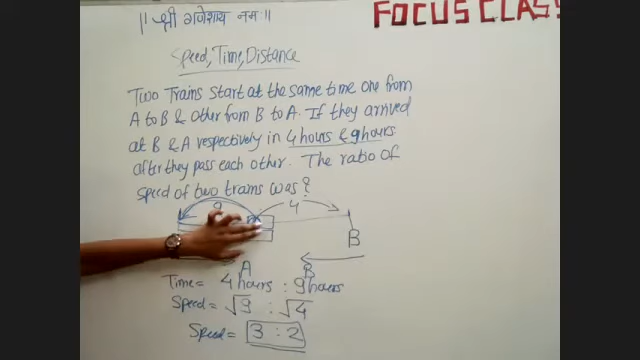 || श्री गणेशाय नमः ||
FOCUS CLASS
Speed, Time, Distance
Two Trains start at the same time one from
A to B & other from B to A. If they arrived
at B & A respectively in 4 hours & 9 hours
after they pass each other. The ratio of
speed of two trains was?
9 4
B
A B
Time = 4 hours : 9 hours
Speed = √9 : √4
Speed = 3 : 2